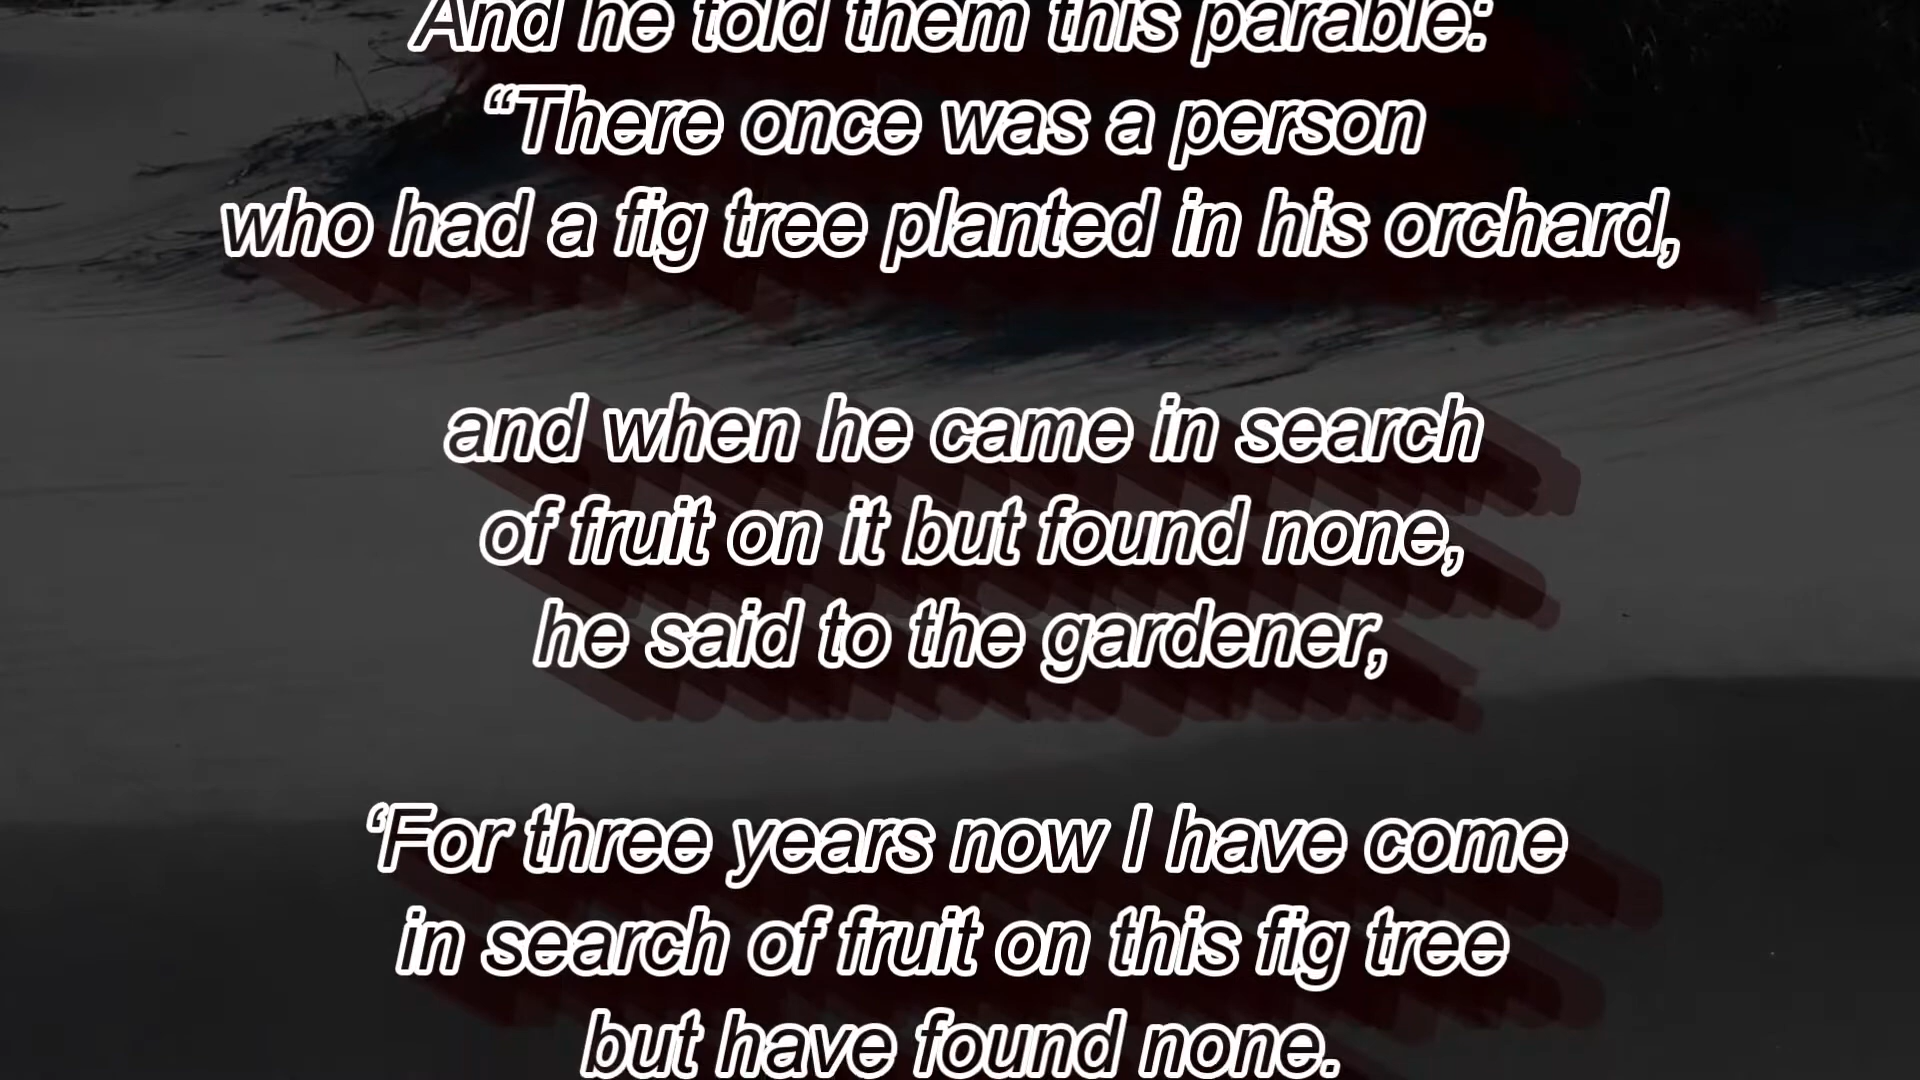 And he told them this parable:
“There once was a person
who had a fig tree planted in his orchard,
and when he came in search
of fruit on it but found none,
he said to the gardener,
‘For three years now I have come
in search of fruit on this fig tree
but have found none.